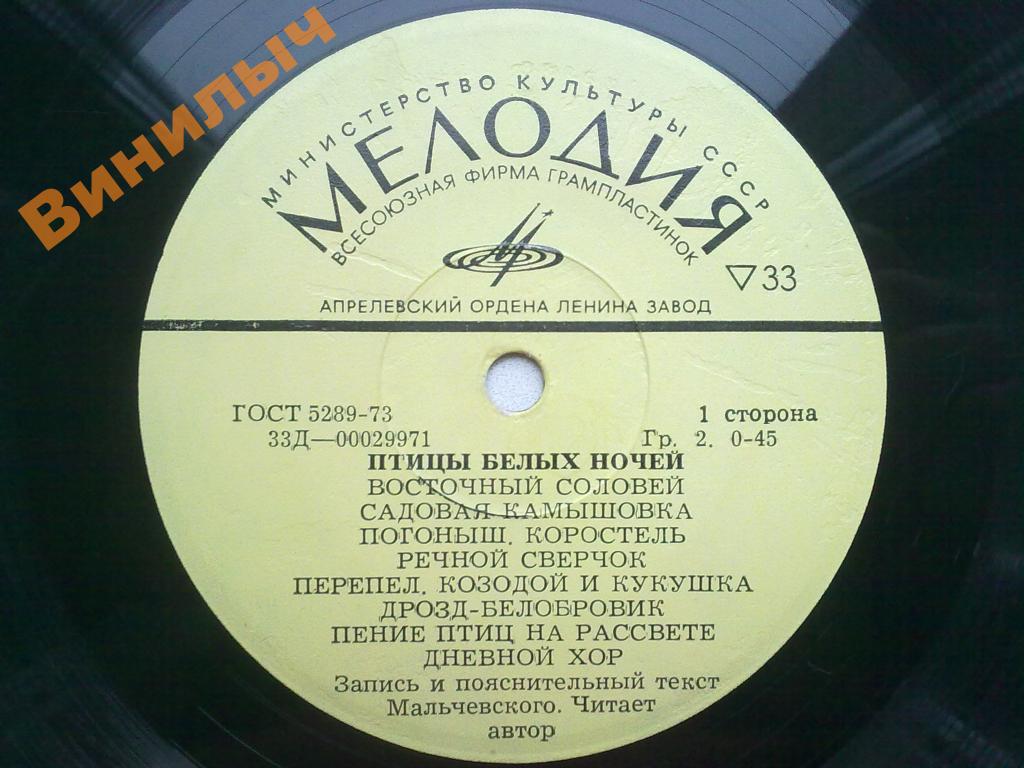 Винилыч
МИНИСТЕРСТВО КУЛЬТУРЫ СССР
МЕЛОДИЯ
ВСЕСОЮЗНАЯ ФИРМА ГРАМПЛАСТИНОК
33
АПРЕЛЕВСКИЙ ОРДЕНА ЛЕНИНА ЗАВОД
ГОСТ 5289-73 1 сторона
33Д—00029971 Гр. 2. 0-45
ПТИЦЫ БЕЛЫХ НОЧЕЙ
ВОСТОЧНЫЙ СОЛОВЕЙ
САДОВАЯ КАМЫШОВКА
ПОГОНЫШ. КОРОСТЕЛЬ
РЕЧНОЙ СВЕРЧОК
ПЕРЕПЕЛ. КОЗОДОЙ И КУКУШКА
ДРОЗД-БЕЛОБРОВИК
ПЕНИЕ ПТИЦ НА РАССВЕТЕ
ДНЕВНОЙ ХОР
Запись и пояснительный текст
Мальчевского. Читает
автор